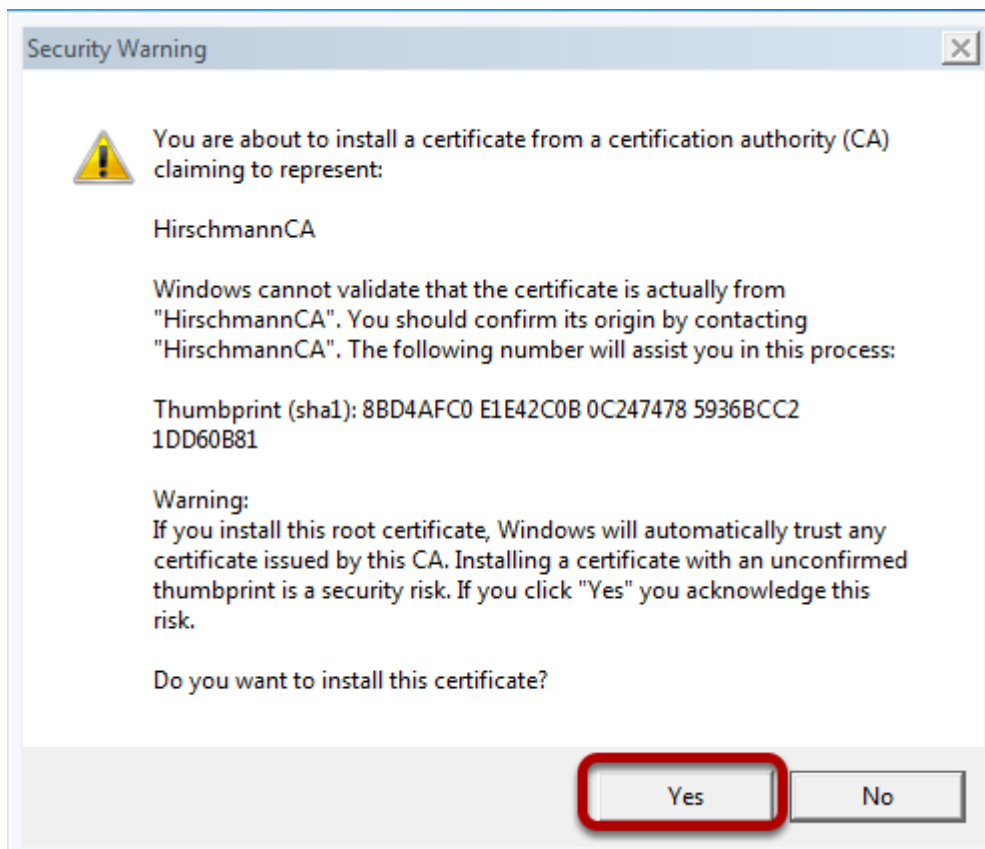 Security Warning
You are about to install a certificate from a certification authority (CA)
claiming to represent:
HirschmannCA
Windows cannot validate that the certificate is actually from
"HirschmannCA". You should confirm its origin by contacting
"HirschmannCA". The following number will assist you in this process:
Thumbprint (sha1): 8BD4AFC0 E1E42C0B 0C247478 5936BCC2
1DD60B81
Warning:
If you install this root certificate, Windows will automatically trust any
certificate issued by this CA. Installing a certificate with an unconfirmed
thumbprint is a security risk. If you click "Yes" you acknowledge this
risk.
Do you want to install this certificate?
Yes
No